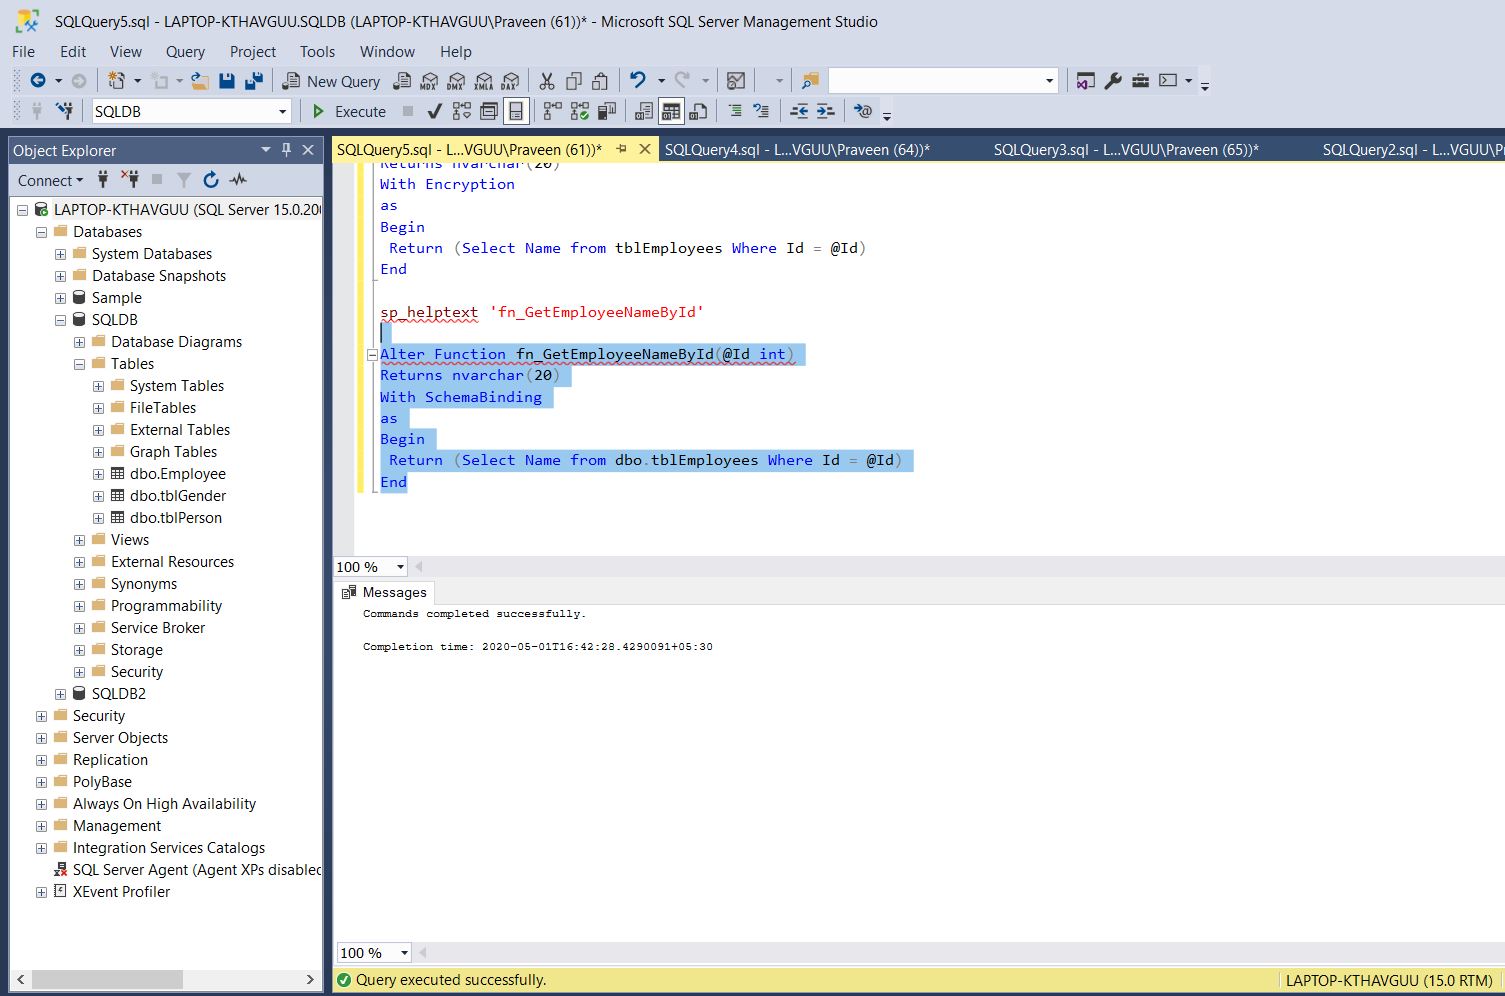 SQLQuery5.sql - LAPTOP-KTHAVGUU.SQLDB (LAPTOP-KTHAVGUU\Praveen (61))* - Microsoft SQL Server Management Studio
File Edit View Query Project Tools Window Help
New Query MDX DMX XMLA DAX
SQLDB Execute
Object Explorer
Connect
LAPTOP-KTHAVGUU (SQL Server 15.0.200
Databases
System Databases
Database Snapshots
Sample
SQLDB
Database Diagrams
Tables
System Tables
FileTables
External Tables
Graph Tables
dbo.Employee
dbo.tblGender
dbo.tblPerson
Views
External Resources
Synonyms
Programmability
Service Broker
Storage
Security
SQLDB2
Security
Server Objects
Replication
PolyBase
Always On High Availability
Management
Integration Services Catalogs
SQL Server Agent (Agent XPs disabled
XEvent Profiler
SQLQuery5.sql - L...VGUU\Praveen (61))* SQLQuery4.sql - L...VGUU\Praveen (64))* SQLQuery3.sql - L...VGUU\Praveen (65))* SQLQuery2.sql - L...VGUU\P
Returns nvarchar(20)
With Encryption
as
Begin
Return (Select Name from tblEmployees Where Id = @Id)
End
sp_helptext 'fn_GetEmployeeNameById'
Alter Function fn_GetEmployeeNameById(@Id int)
Returns nvarchar(20)
With SchemaBinding
as
Begin
Return (Select Name from dbo.tblEmployees Where Id = @Id)
End
100 %
Messages
Commands completed successfully.
Completion time: 2020-05-01T16:42:28.4290091+05:30
100 %
Query executed successfully. LAPTOP-KTHAVGUU (15.0 RTM)